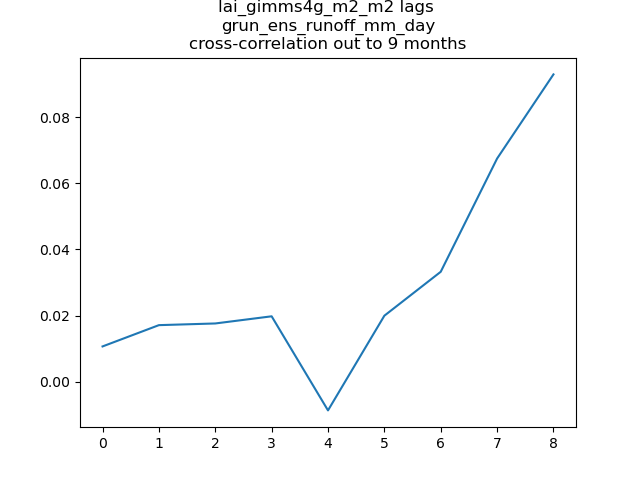 lai_gimms4g_m2_m2 lags
grun_ens_runoff_mm_day
cross-correlation out to 9 months
0.08
0.06
0.04
0.02
0.00
0 1 2 3 4 5 6 7 8